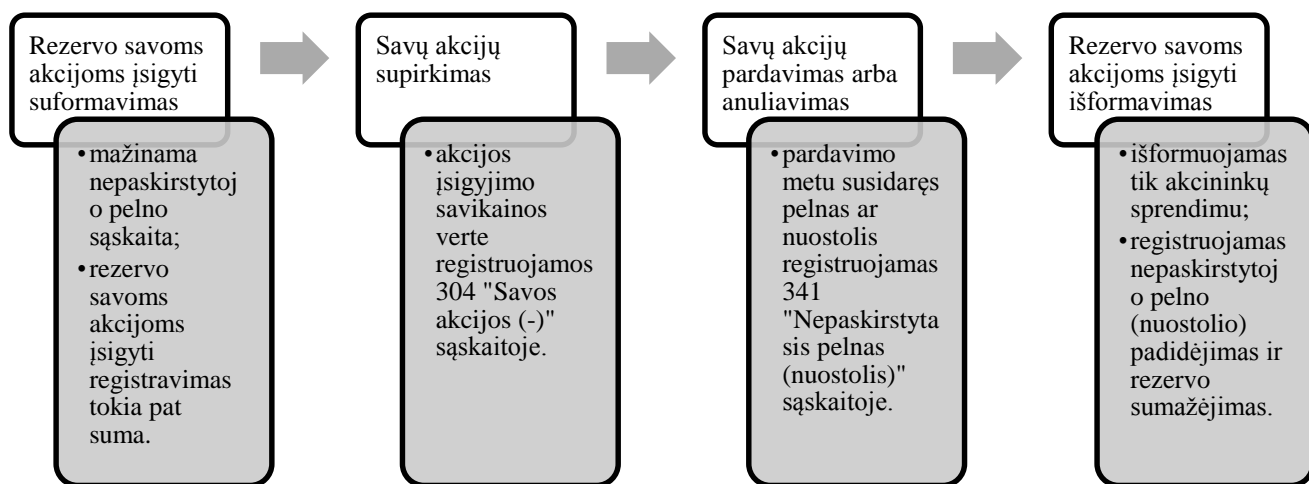 Rezervo savoms
akcijoms įsigyti
suformavimas
•mažinama
nepaskirstytoj
o pelno
sąskaita;
•rezervo
savoms
akcijoms
įsigyti
registravimas
tokia pat
suma.
Savų akcijų
supirkimas
•akcijos
įsigyjimo
savikainos
verte
registruojamos
304 "Savos
akcijos (-)"
sąskaitoje.
Savų akcijų
pardavimas arba
anuliavimas
•pardavimo
metu susidaręs
pelnas ar
nuostolis
registruojamas
341
"Nepaskirstyta
sis pelnas
(nuostolis)"
sąskaitoje.
Rezervo savoms
akcijoms įsigyti
išformavimas
•išformuojamas
tik akcininkų
sprendimu;
•registruojamas
nepaskirstytoj
o pelno
(nuostolio)
padidėjimas ir
rezervo
sumažėjimas.